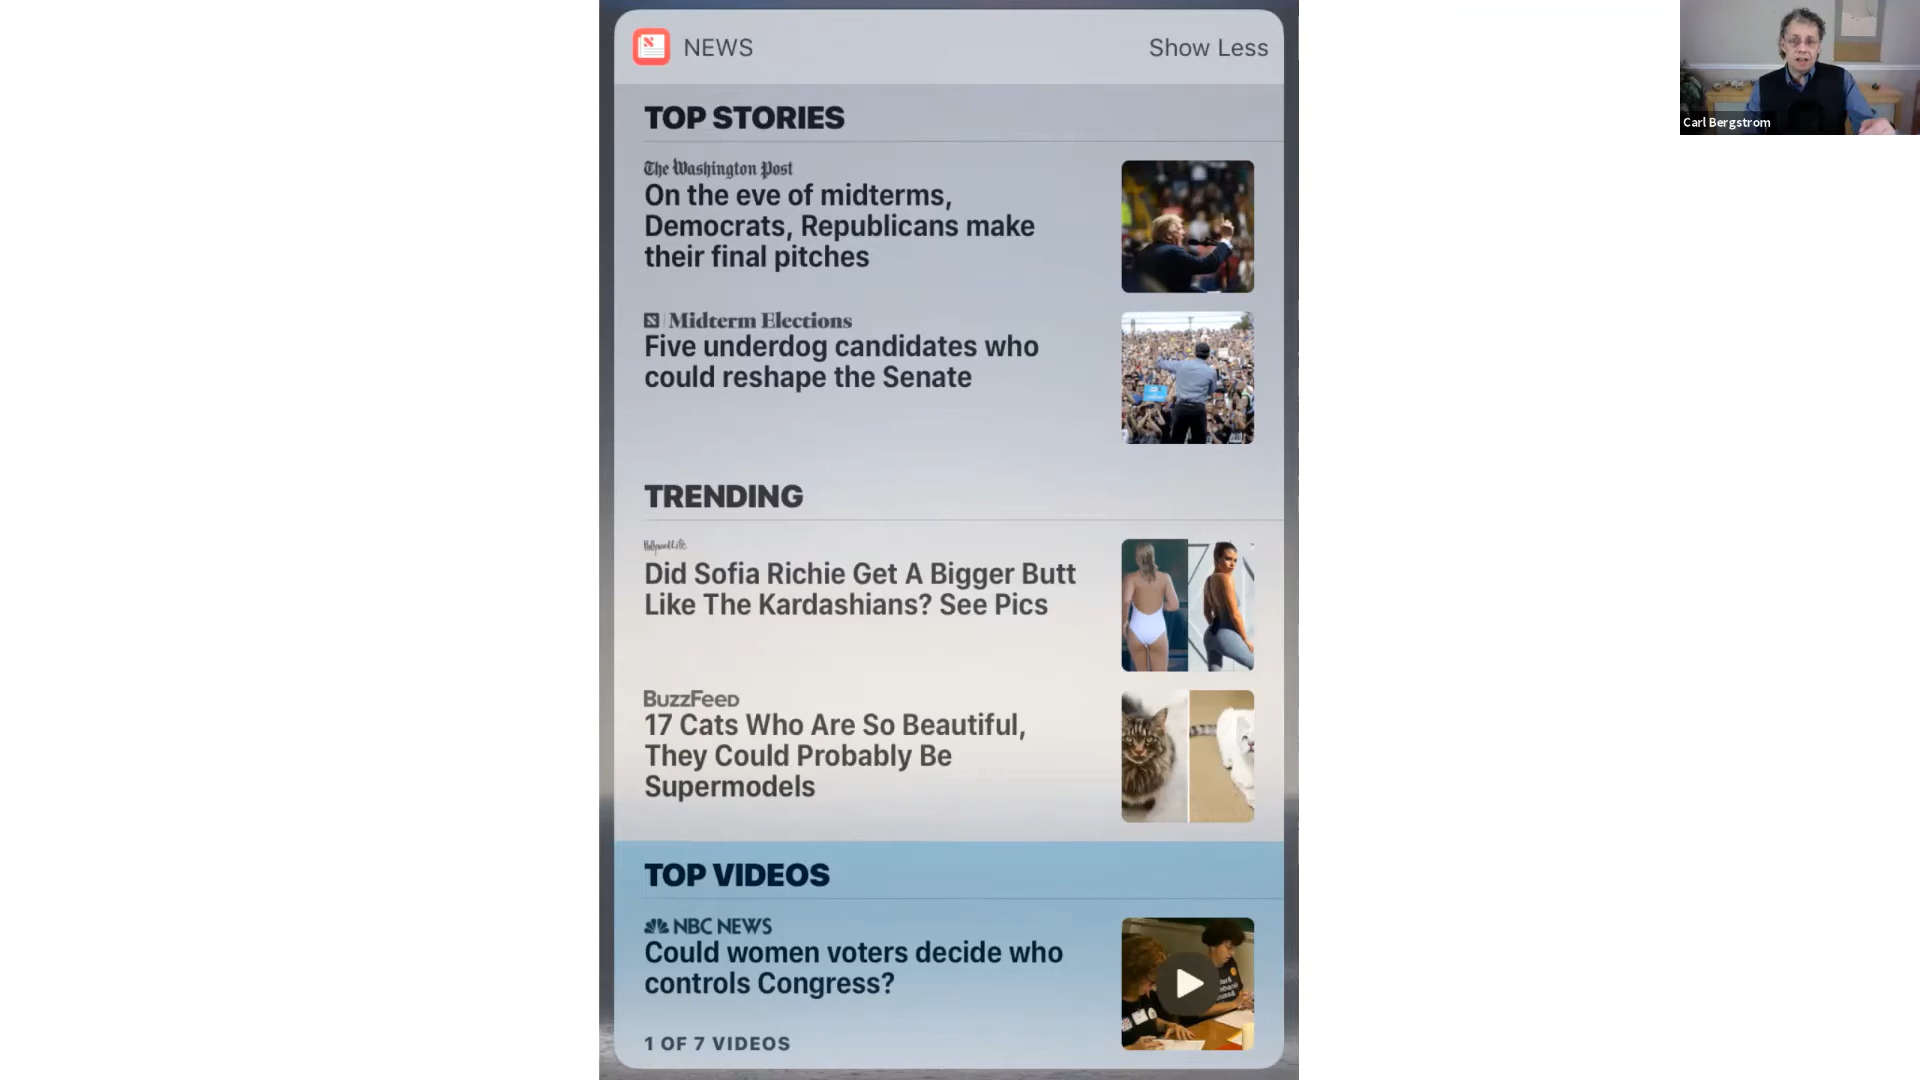 NEWS
Show Less
TOP STORIES
The Washington Post
On the eve of midterms,
Democrats, Republicans make
their final pitches
Midterm Elections
Five underdog candidates who
could reshape the Senate
TRENDING
HollywoodLife
Did Sofia Richie Get A Bigger Butt
Like The Kardashians? See Pics
BuzzFeed
17 Cats Who Are So Beautiful,
They Could Probably Be
Supermodels
TOP VIDEOS
NBC NEWS
Could women voters decide who
controls Congress?
1 OF 7 VIDEOS
Carl Bergstrom